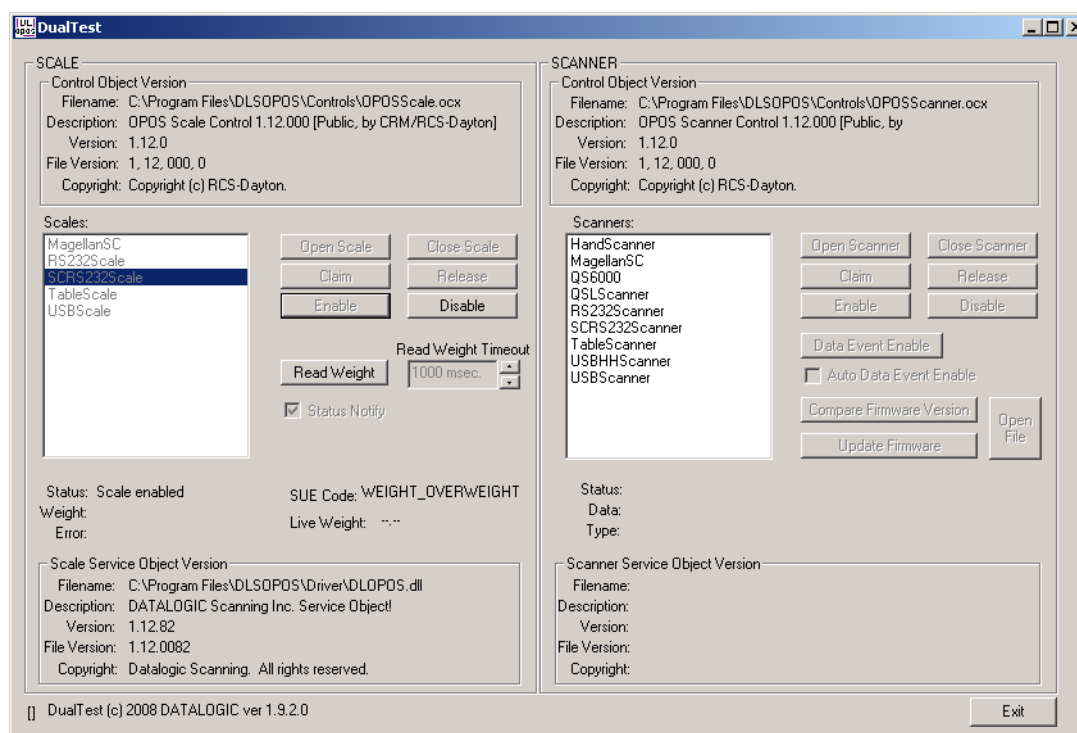 UL
opos
DualTest
SCALE
Control Object Version
Filename: C:\Program Files\DLSOPOS\Controls\OPOSScale.ocx
Description: OPOS Scale Control 1.12.000 [Public, by CRM/RCS-Dayton]
Version: 1.12.0
File Version: 1, 12, 000, 0
Copyright: Copyright (c) RCS-Dayton.
Scales:
MagellanSC
RS232Scale
SCRS232Scale
TableScale
USBScale
Open Scale
Close Scale
Claim
Release
Enable
Disable
Read Weight Timeout
Read Weight
1000 msec.
Status Notify
Status: Scale enabled
Weight:
Error:
SUE Code: WEIGHT_OVERWEIGHT
Live Weight: --.--
Scale Service Object Version
Filename: C:\Program Files\DLSOPOS\Driver\DLOPOS.dll
Description: DATALOGIC Scanning Inc. Service Object!
Version: 1.12.82
File Version: 1.12.0082
Copyright: Datalogic Scanning. All rights reserved.
SCANNER
Control Object Version
Filename: C:\Program Files\DLSOPOS\Controls\OPOSScanner.ocx
Description: OPOS Scanner Control 1.12.000 [Public, by
Version: 1.12.0
File Version: 1, 12, 000, 0
Copyright: Copyright (c) RCS-Dayton.
Scanners:
HandScanner
MagellanSC
QS6000
QSLScanner
RS232Scanner
SCRS232Scanner
TableScanner
USBHHScanner
USBScanner
Open Scanner
Close Scanner
Claim
Release
Enable
Disable
Data Event Enable
Auto Data Event Enable
Compare Firmware Version
Open
File
Update Firmware
Status:
Data:
Type:
Scanner Service Object Version
Filename:
Description:
Version:
File Version:
Copyright:
[] DualTest (c) 2008 DATALOGIC ver 1.9.2.0
Exit